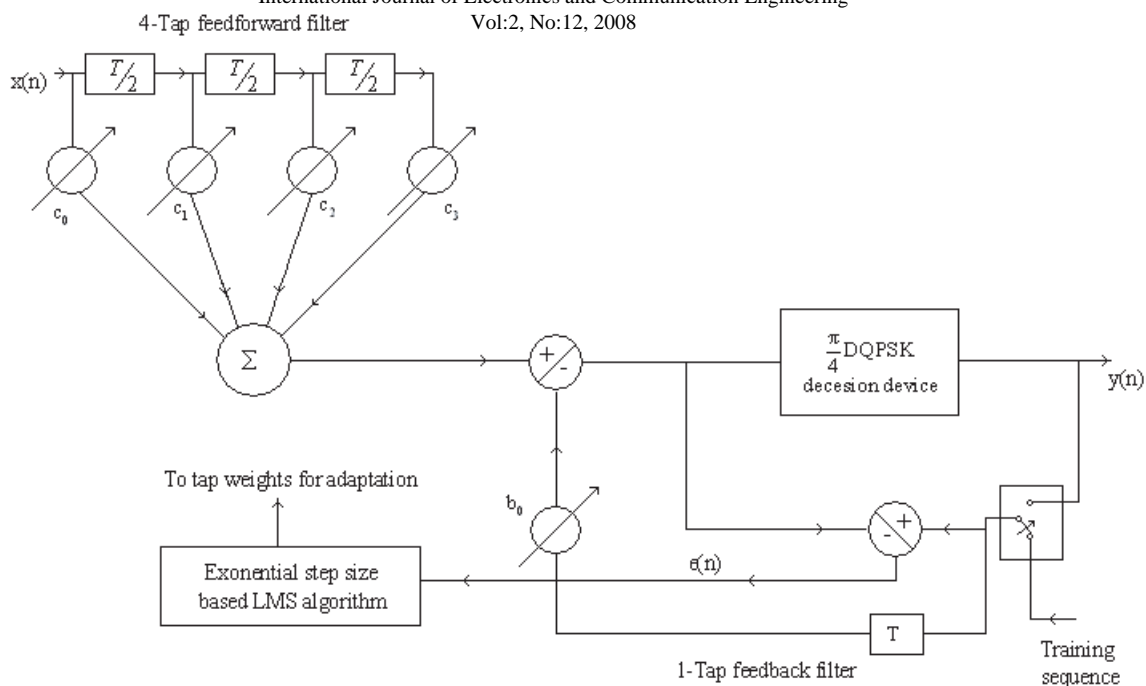 International Journal of Electronics and Communication Engineering
Vol:2, No:12, 2008
4-Tap feedforward filter
x(n)
T/2
T/2
T/2
c0
c1
c2
c3
Σ
+
-
π/4 DQPSK
decesion device
y(n)
To tap weights for adaptation
b0
+
-
e(n)
Exonential step size
based LMS algorithm
T
1-Tap feedback filter
Training
sequence